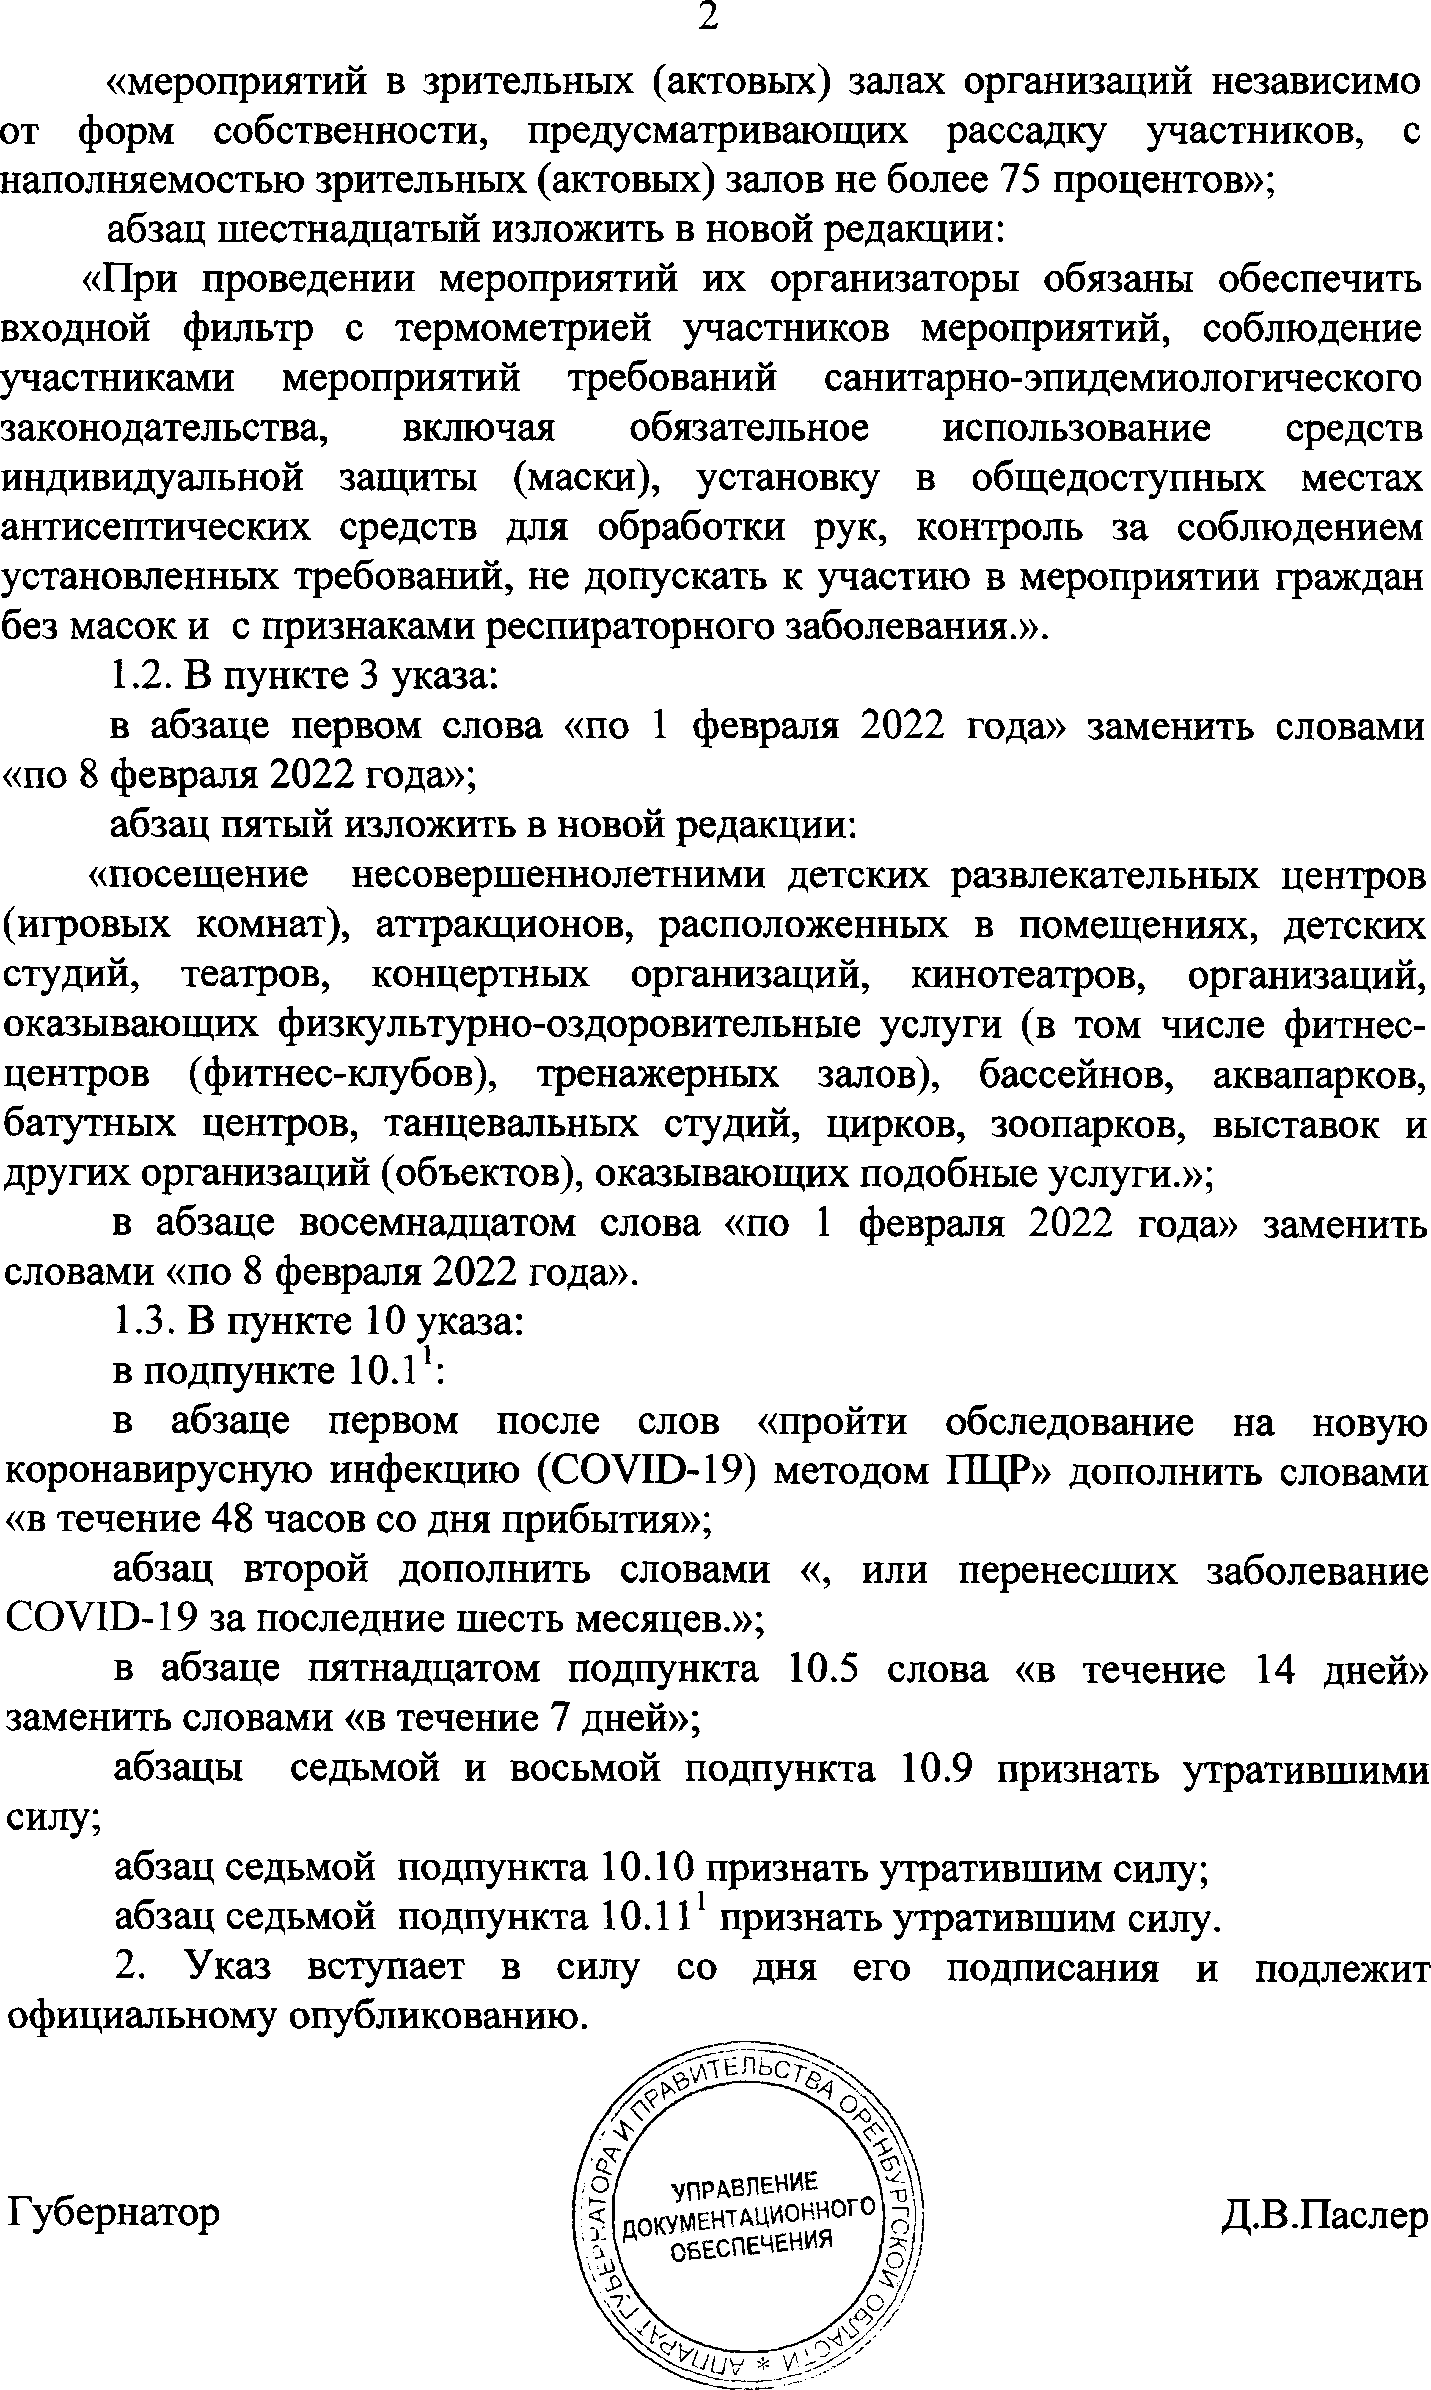 2
«мероприятий в зрительных (актовых) залах организаций независимо
от форм собственности, предусматривающих рассадку участников, с
наполняемостью зрительных (актовых) залов не более 75 процентов»;
абзац шестнадцатый изложить в новой редакции:
«При проведении мероприятий их организаторы обязаны обеспечить
входной фильтр с термометрией участников мероприятий, соблюдение
участниками мероприятий требований санитарно-эпидемиологического
законодательства, включая обязательное использование средств
индивидуальной защиты (маски), установку в общедоступных местах
антисептических средств для обработки рук, контроль за соблюдением
установленных требований, не допускать к участию в мероприятии граждан
без масок и с признаками респираторного заболевания.».
1.2. В пункте 3 указа:
в абзаце первом слова «по 1 февраля 2022 года» заменить словами
«по 8 февраля 2022 года»;
абзац пятый изложить в новой редакции:
«посещение несовершеннолетними детских развлекательных центров
(игровых комнат), аттракционов, расположенных в помещениях, детских
студий, театров, концертных организаций, кинотеатров, организаций,
оказывающих физкультурно-оздоровительные услуги (в том числе фитнес-
центров (фитнес-клубов), тренажерных залов), бассейнов, аквапарков,
батутных центров, танцевальных студий, цирков, зоопарков, выставок и
других организаций (объектов), оказывающих подобные услуги.»;
в абзаце восемнадцатом слова «по 1 февраля 2022 года» заменить
словами «по 8 февраля 2022 года».
1.3. В пункте 10 указа:
в подпункте 10.1¹:
в абзаце первом после слов «пройти обследование на новую
коронавирусную инфекцию (COVID-19) методом ПЦР» дополнить словами
«в течение 48 часов со дня прибытия»;
абзац второй дополнить словами «, или перенесших заболевание
COVID-19 за последние шесть месяцев.»;
в абзаце пятнадцатом подпункта 10.5 слова «в течение 14 дней»
заменить словами «в течение 7 дней»;
абзацы седьмой и восьмой подпункта 10.9 признать утратившими
силу;
абзац седьмой подпункта 10.10 признать утратившим силу;
абзац седьмой подпункта 10.11¹ признать утратившим силу.
2. Указ вступает в силу со дня его подписания и подлежит
официальному опубликованию.
Губернатор
АППАРАТ ГУБЕРНАТОРА И ПРАВИТЕЛЬСТВА ОРЕНБУРГСКОЙ ОБЛАСТИ *
УПРАВЛЕНИЕ
ДОКУМЕНТАЦИОННОГО
ОБЕСПЕЧЕНИЯ
Д.В.Паслер